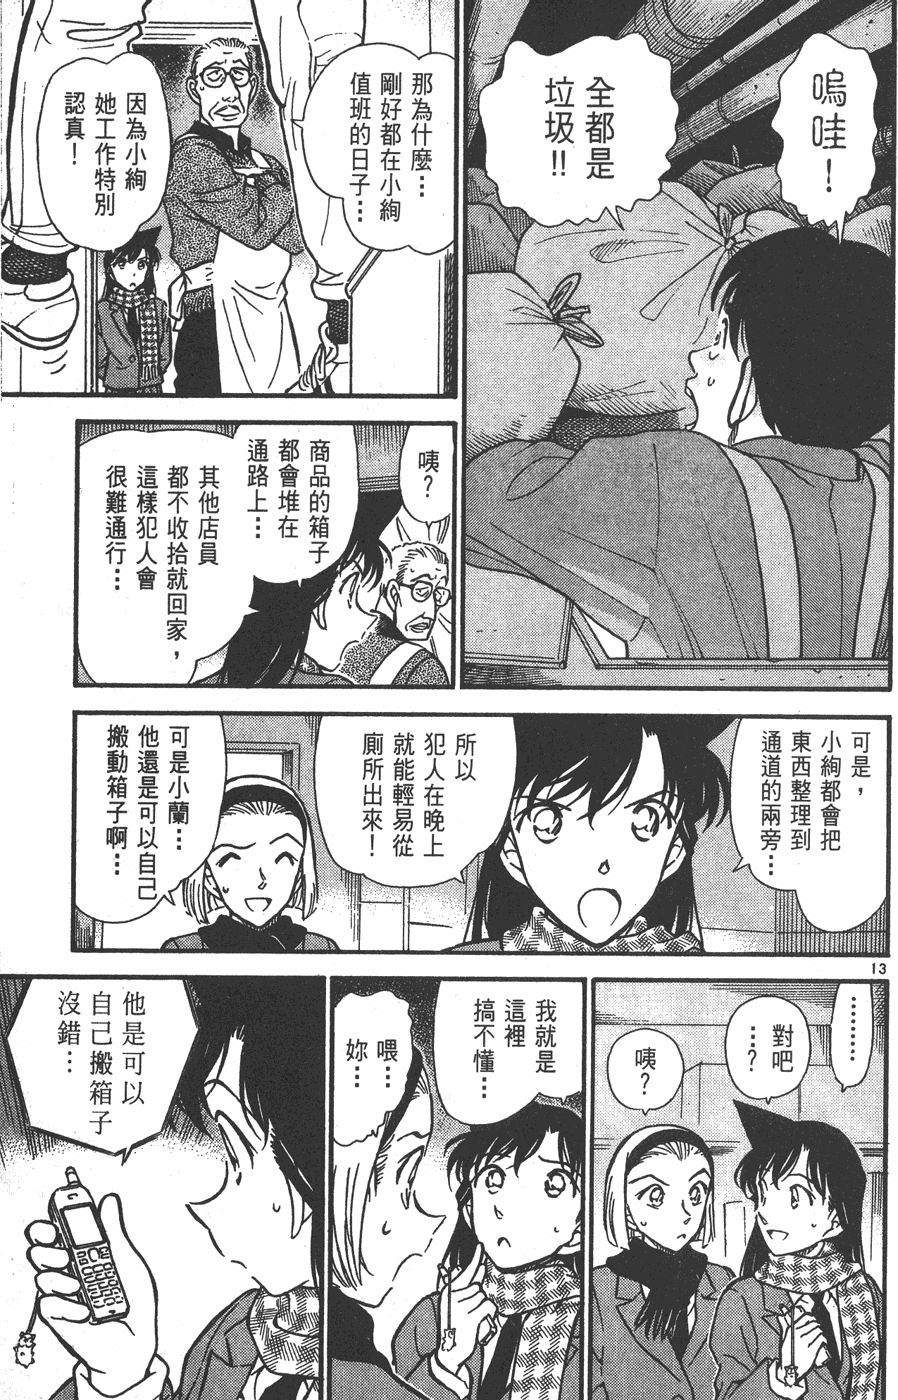 嗚哇！
全都是
垃圾!!
那為什麼…
剛好都在小絢
值班的日子…
因為小絢
她工作特別
認真！
咦？
商品的箱子
都會堆在
通路上…
其他店員
都不收拾就回家，
這樣犯人會
很難通行…
可是，
小絢都會把
東西整理到
通道的兩旁…
所以
犯人在晚上
就能輕易從
廁所出來！
可是小蘭…
他還是可以自己
搬動箱子啊…
13
………
對吧
…？
咦？
我就是
這裡
搞不懂…
喂…
妳…
他是可以
自己搬箱子
沒錯…